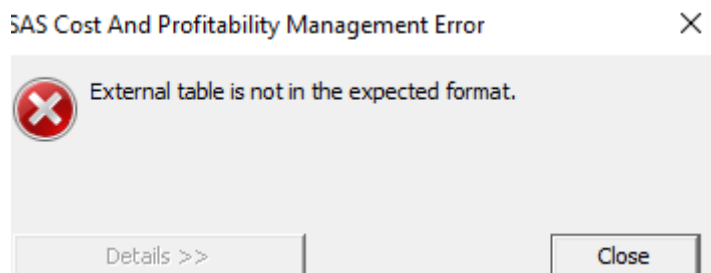 SAS Cost And Profitability Management Error
External table is not in the expected format.
Details >>
Close